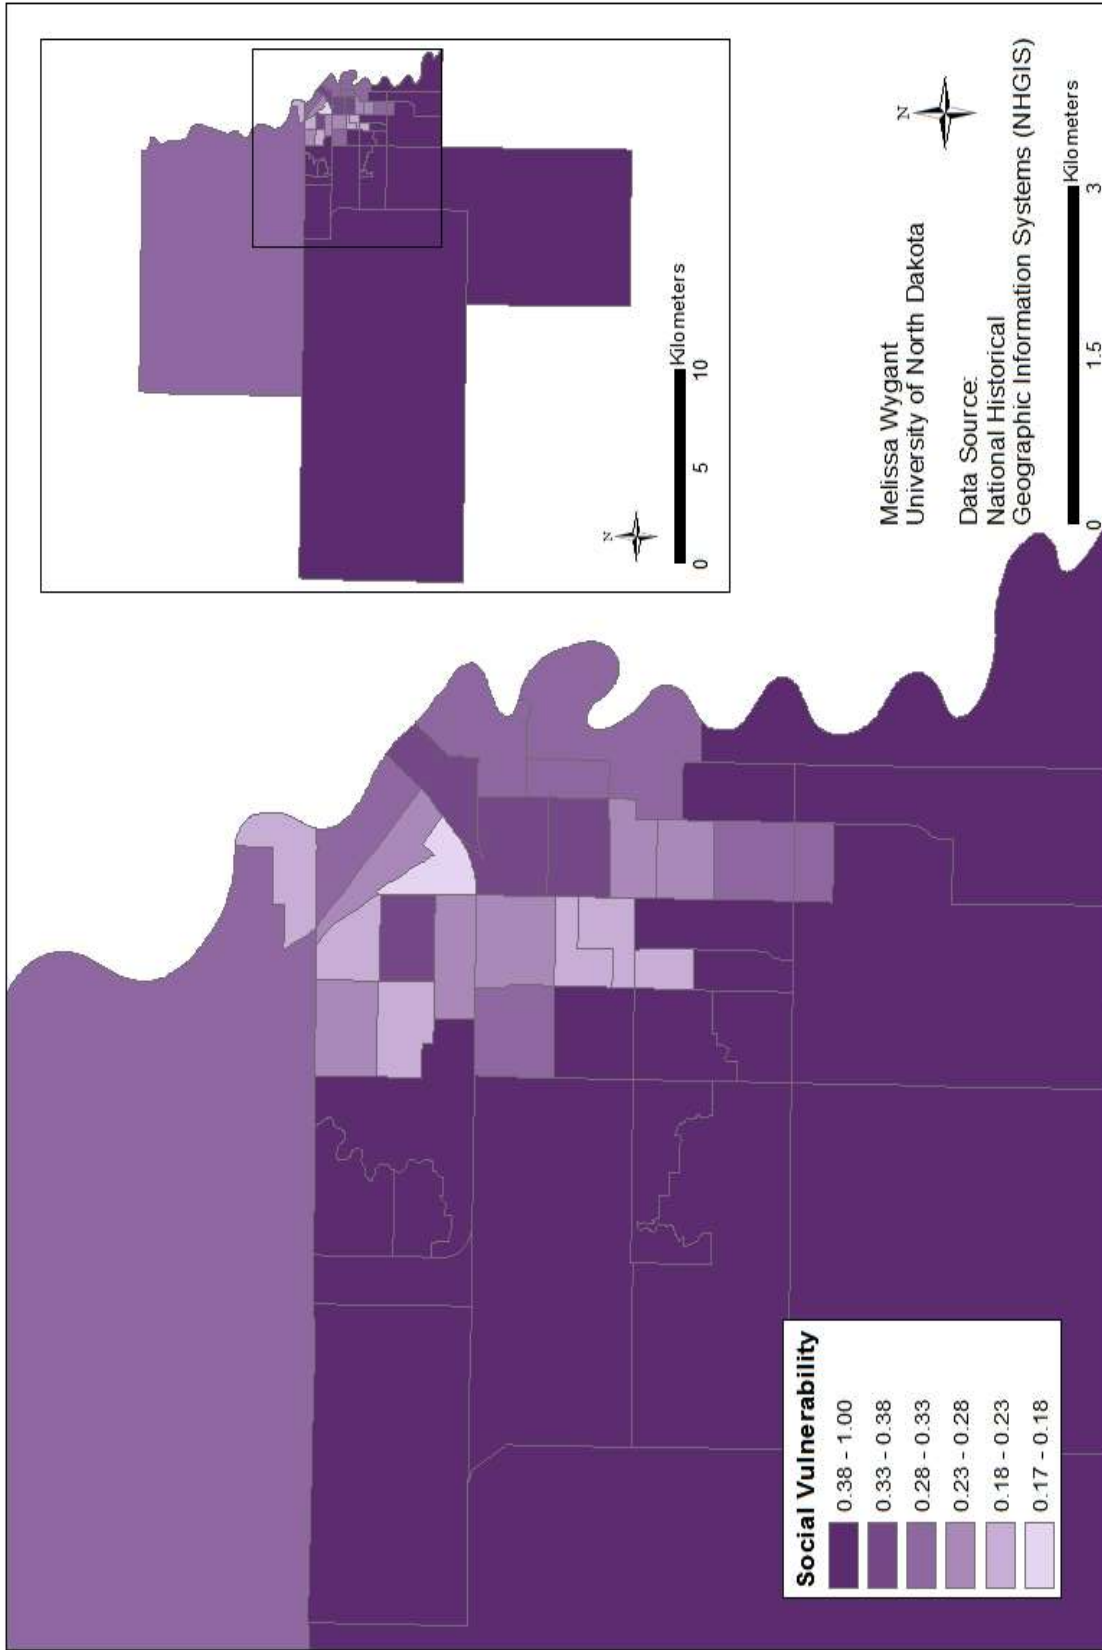 N
0
5
10
Kilometers
Melissa Wygant
University of North Dakota
Data Source:
National Historical
Geographic Information Systems (NHGIS)
N
0
1.5
3
Kilometers
Social Vulnerability
0.38 - 1.00
0.33 - 0.38
0.28 - 0.33
0.23 - 0.28
0.18 - 0.23
0.17 - 0.18